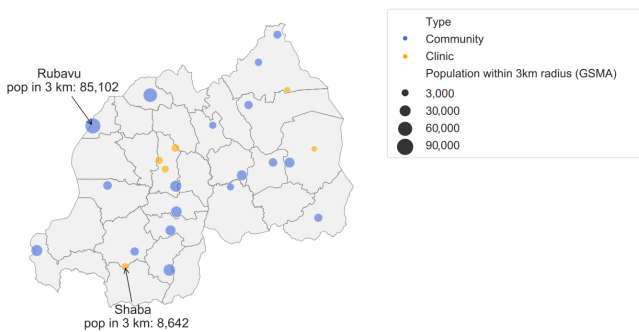 Rubavu
pop in 3 km: 85,102
Shaba
pop in 3 km: 8,642
Type
Community
Clinic
Population within 3km radius (GSMA)
3,000
30,000
60,000
90,000